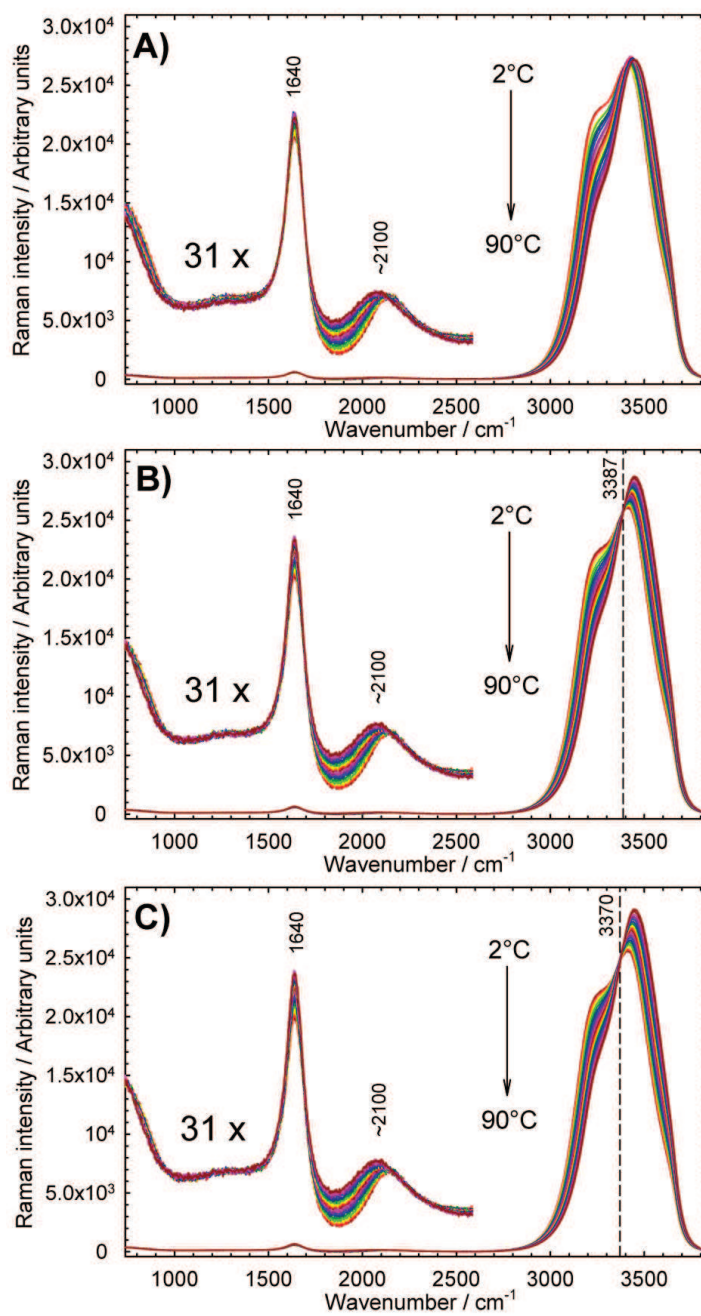 A)
3.0x10⁴
2.5x10⁴
2.0x10⁴
1.5x10⁴
10⁴
5.0x10³
0
Raman intensity / Arbitrary units
1640
31 x
~2100
2°C
90°C
1000 1500 2000 2500 3000 3500
Wavenumber / cm⁻¹
B)
3.0x10⁴
2.5x10⁴
2.0x10⁴
1.5x10⁴
10⁴
5.0x10³
0
Raman intensity / Arbitrary units
1640
31 x
~2100
2°C
90°C
3387
1000 1500 2000 2500 3000 3500
Wavenumber / cm⁻¹
C)
3.0x10⁴
2.5x10⁴
2.0x10⁴
1.5x10⁴
10⁴
5.0x10³
0
Raman intensity / Arbitrary units
1640
31 x
~2100
2°C
90°C
3370
1000 1500 2000 2500 3000 3500
Wavenumber / cm⁻¹